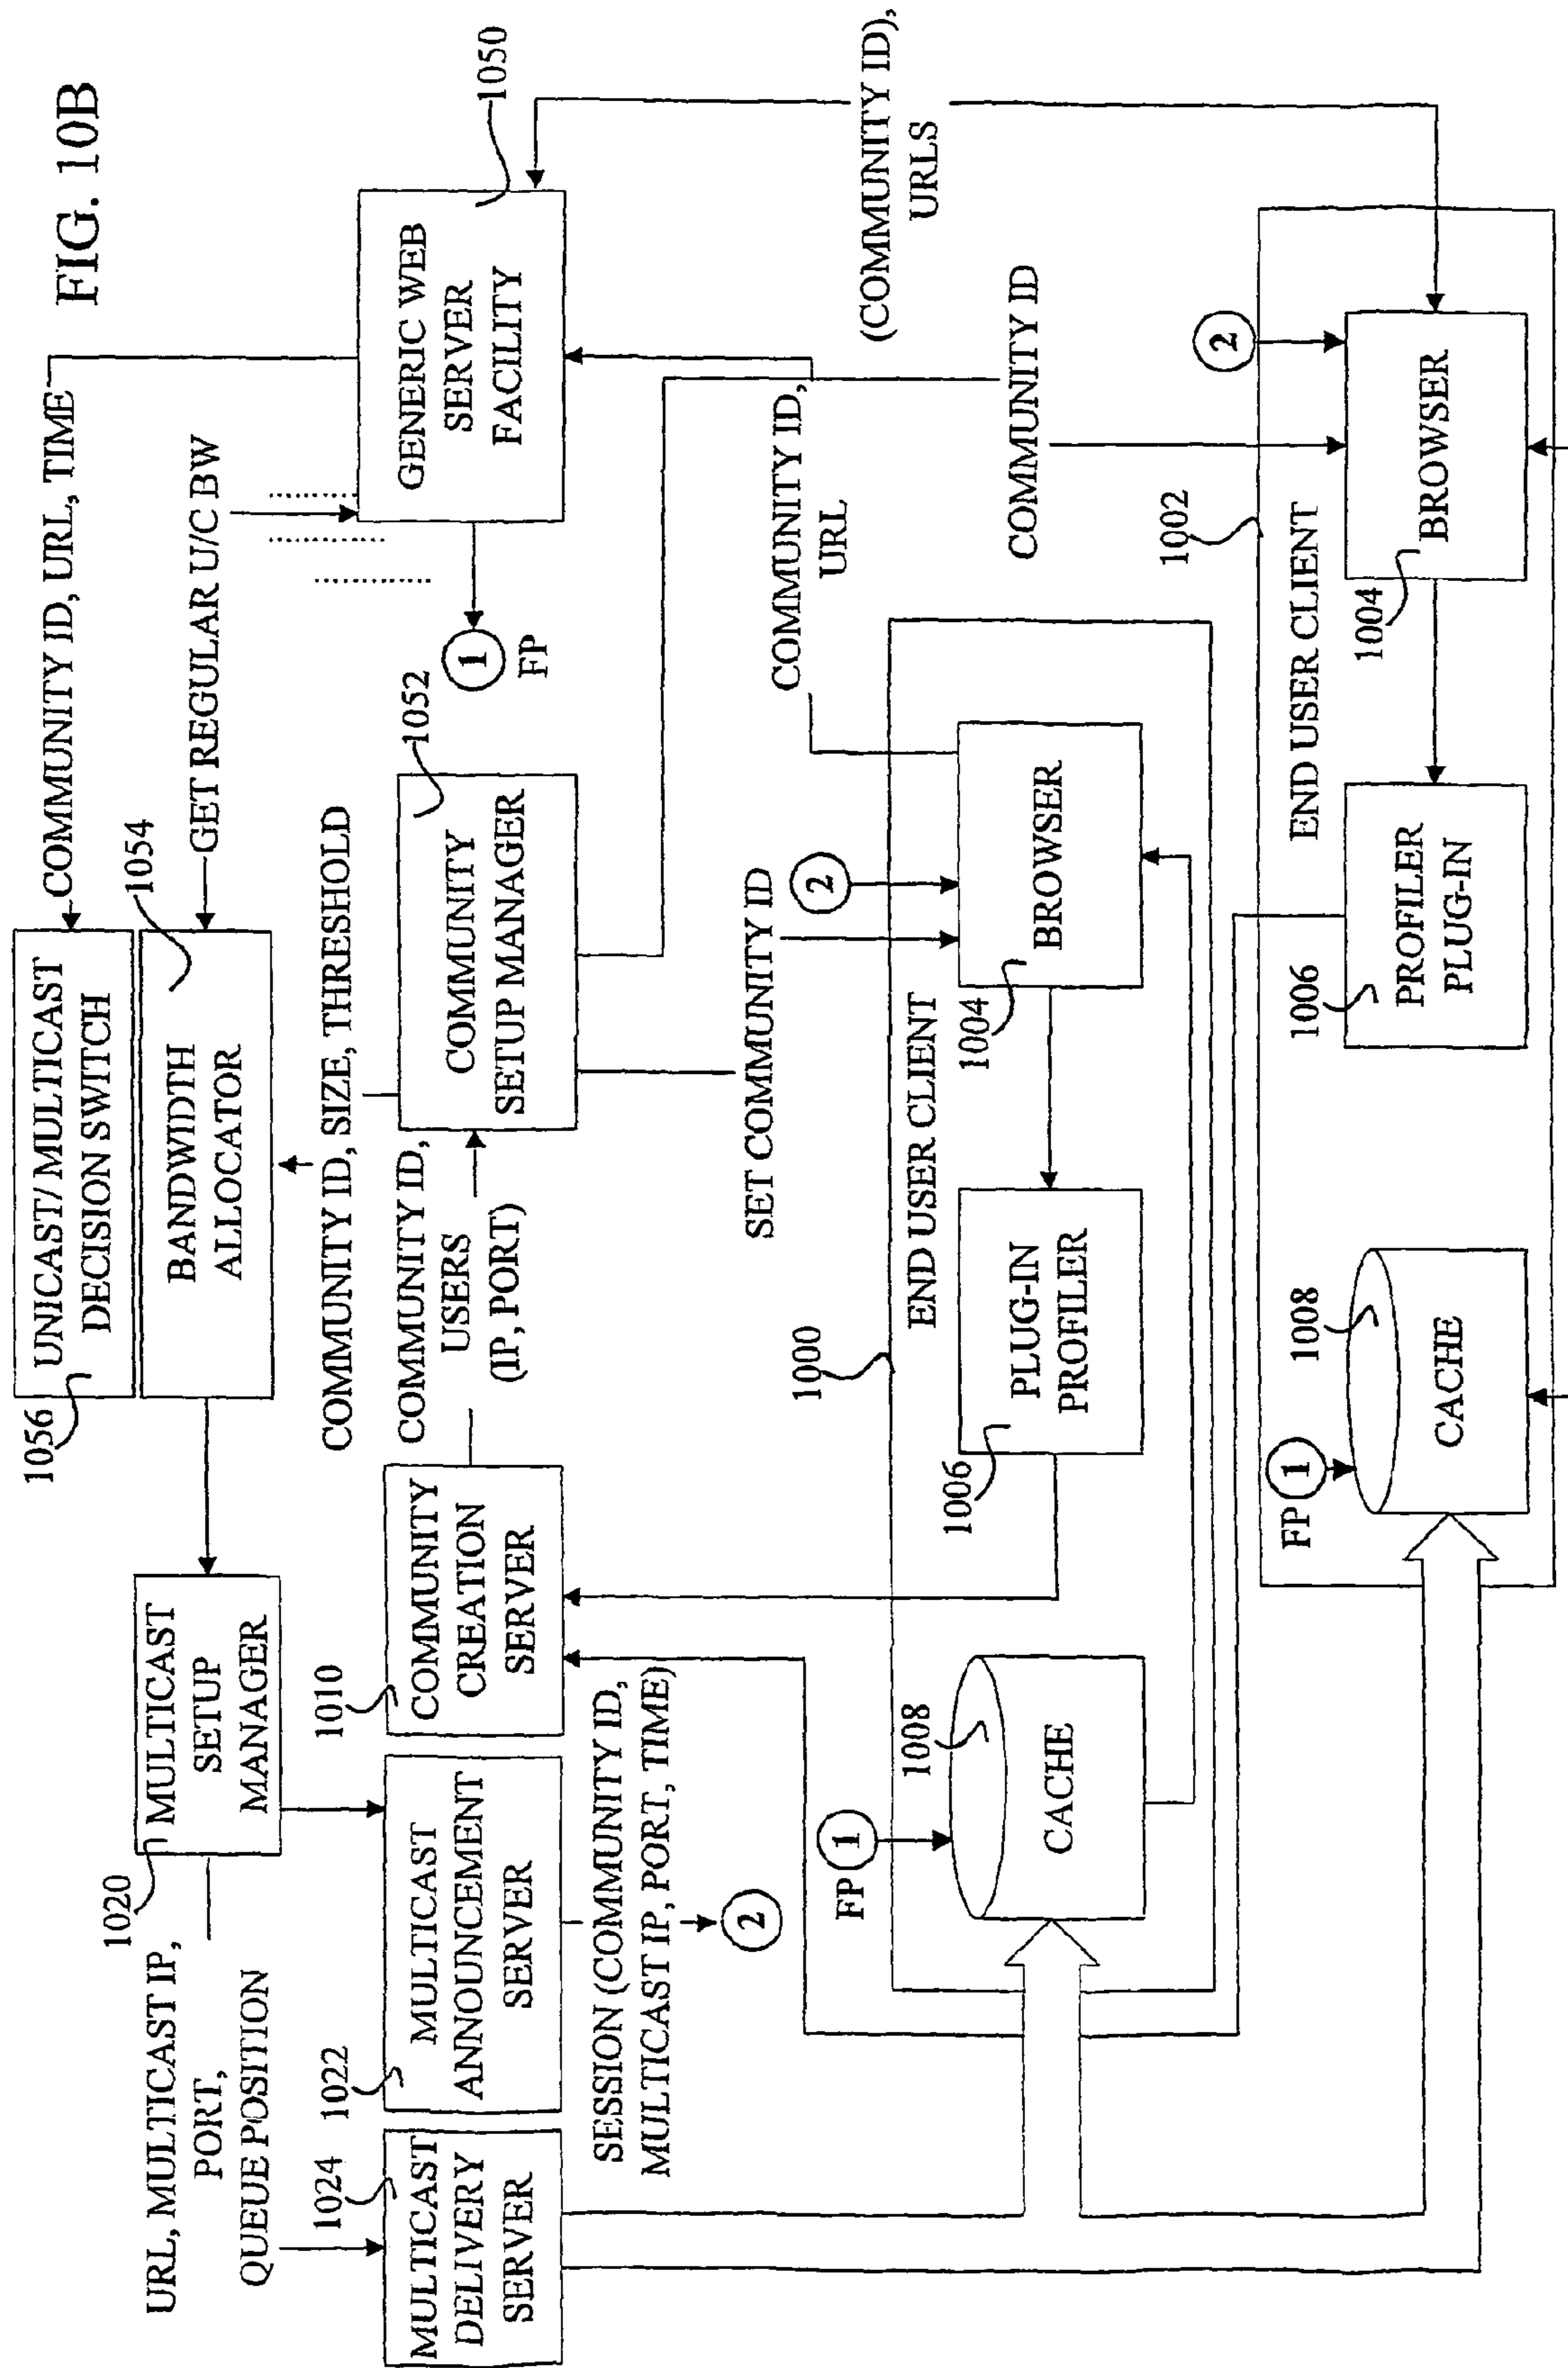 FIG. 10B
UNICAST/MULTICAST
DECISION SWITCH
1056
COMMUNITY ID, URL, TIME
BANDWIDTH
ALLOCATOR
1054
GET REGULAR U/C BW
MULTICAST
SETUP
MANAGER
1020
URL, MULTICAST IP,
PORT,
QUEUE POSITION
COMMUNITY ID, SIZE, THRESHOLD
MULTICAST
DELIVERY
SERVER
1024
MULTICAST
ANNOUNCEMENT
SERVER
1022
COMMUNITY
CREATION
SERVER
1010
COMMUNITY ID,
USERS
(IP, PORT)
COMMUNITY
SETUP MANAGER
1052
1
FP
GENERIC WEB
SERVER
FACILITY
1050
SESSION (COMMUNITY ID,
MULTICAST IP, PORT, TIME)
2
SET COMMUNITY ID
2
COMMUNITY ID,
URL
(COMMUNITY ID),
URLS
COMMUNITY ID
1000
END USER CLIENT
FP 1
CACHE
1008
PLUG-IN
PROFILER
1006
BROWSER
1004
1002
END USER CLIENT
FP 1
CACHE
1008
PROFILER
PLUG-IN
1006
BROWSER
1004
2